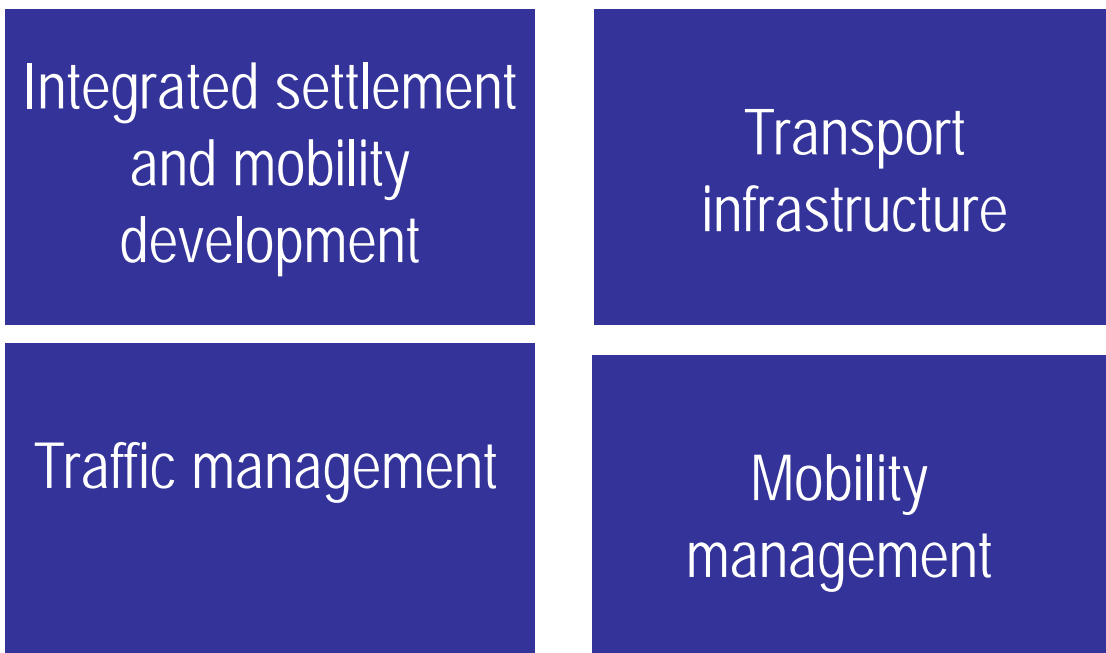 Integrated settlement
and mobility
development
Transport
infrastructure
Traffic management
Mobility
management